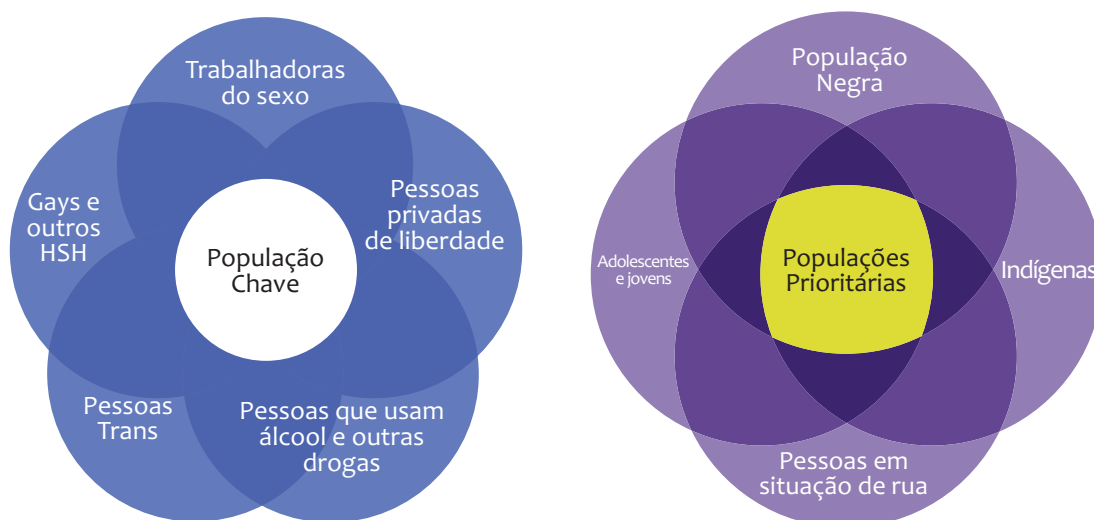 Trabalhadoras
do sexo
Gays e
outros
HSH
Pessoas
privadas
de liberdade
População
Chave
Pessoas
Trans
Pessoas que usam
álcool e outras
drogas
População
Negra
Adolescentes
e jovens
Populações
Prioritárias
Indígenas
Pessoas em
situação de rua